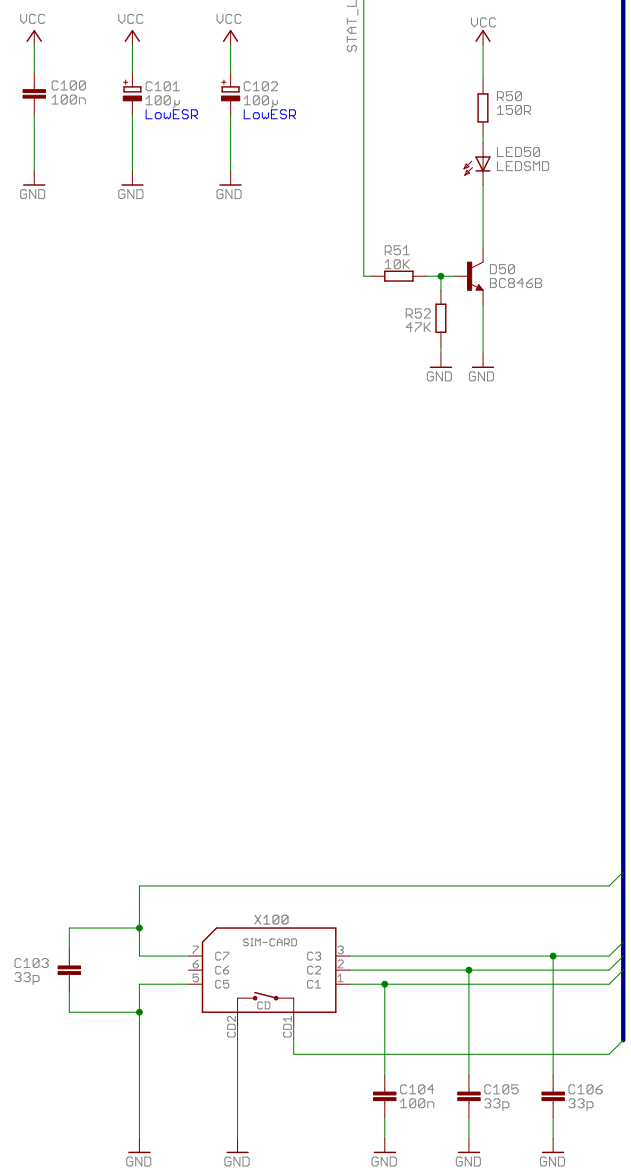 VCC
VCC
VCC
VCC
STAT_L
C100
100n
C101
100µ
LowESR
C102
100µ
LowESR
R50
150R
LED50
LEDSMD
GND
GND
GND
R51
10K
D50
BC846B
R52
47K
GND
GND
X100
SIM-CARD
C103
33p
7
C7
C3
3
6
C6
C2
2
5
C5
C1
1
CD
CD2
CD1
C104
100n
C105
33p
C106
33p
GND
GND
GND
GND
GND